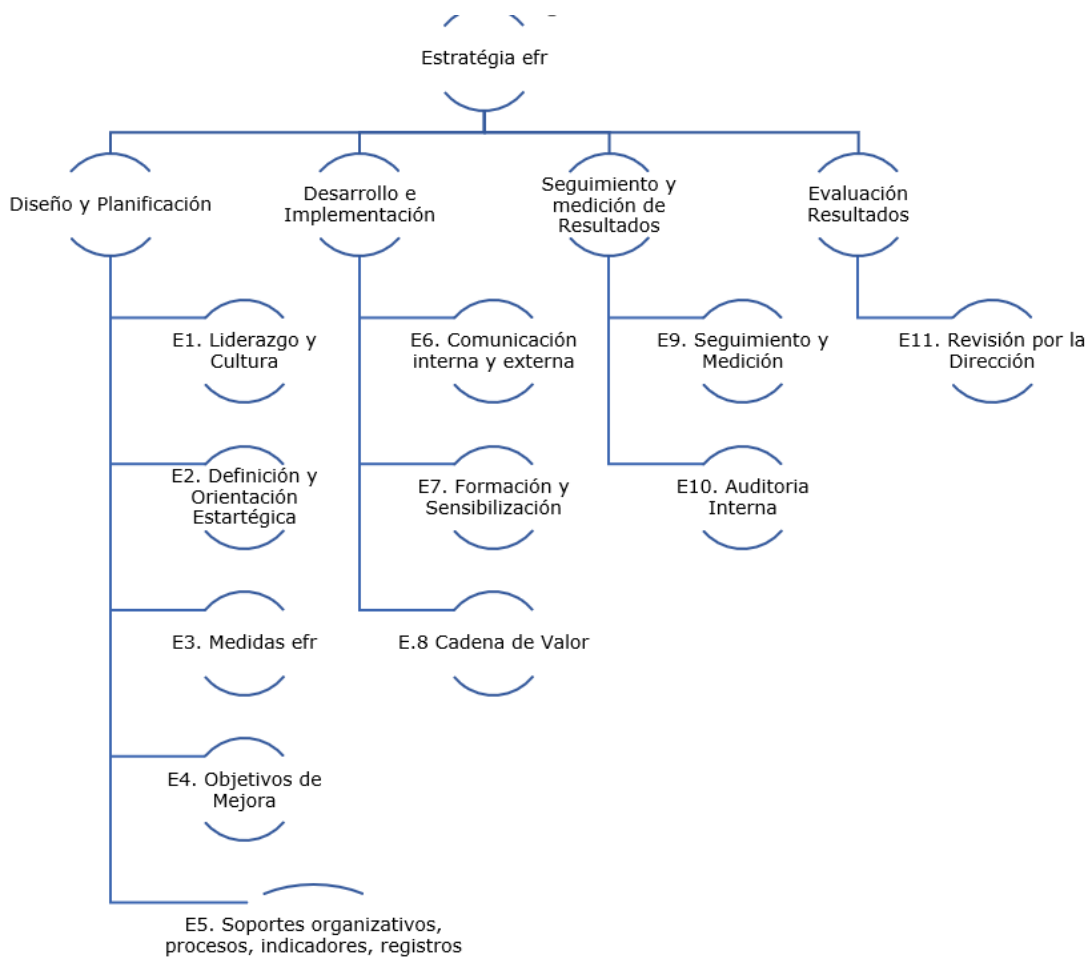 Estratégia efr
Diseño y Planificación
Desarrollo e
Implementación
Seguimiento y
medición de
Resultados
Evaluación
Resultados
E1. Liderazgo y
Cultura
E2. Definición y
Orientación
Estartégica
E3. Medidas efr
E4. Objetivos de
Mejora
E5. Soportes organizativos,
procesos, indicadores, registros
E6. Comunicación
interna y externa
E7. Formación y
Sensibilización
E.8 Cadena de Valor
E9. Seguimiento y
Medición
E10. Auditoria
Interna
E11. Revisión por la
Dirección